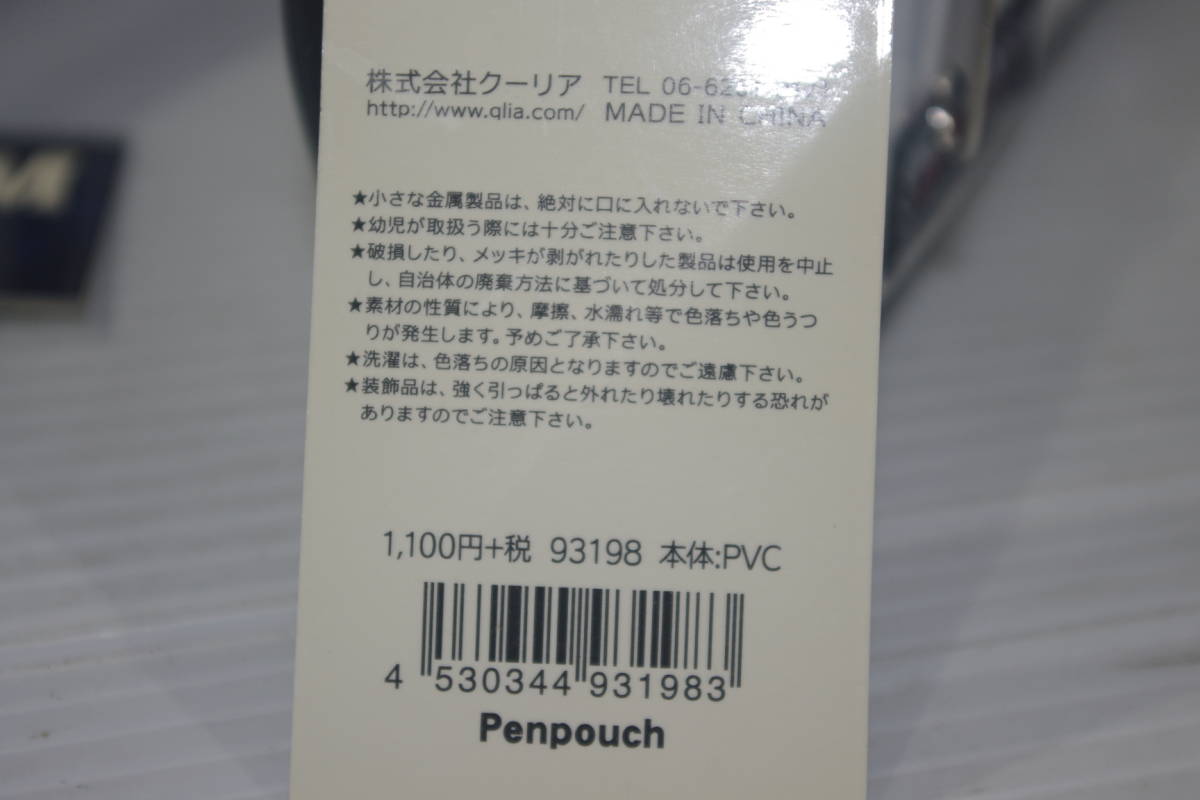 株式会社クーリア TEL
http://www.qlia.com/ MADE IN CHINA
★小さな金属製品は、絶対に口に入れないで下さい。
★幼児が取扱う際には十分ご注意下さい。
★破損したり、メッキが剥がれたりした製品は使用を中止
し、自治体の廃棄方法に基づいて処分して下さい。
★素材の性質により、摩擦、水濡れ等で色落ちや色うつ
りが発生します。予めご了承下さい。
★洗濯は、色落ちの原因となりますのでご遠慮下さい。
★装飾品は、強く引っぱると外れたり壊れたりする恐れが
ありますのでご注意下さい。
1,100円+税 93198 本体:PVC
4 530344 931983
Penpouch
M